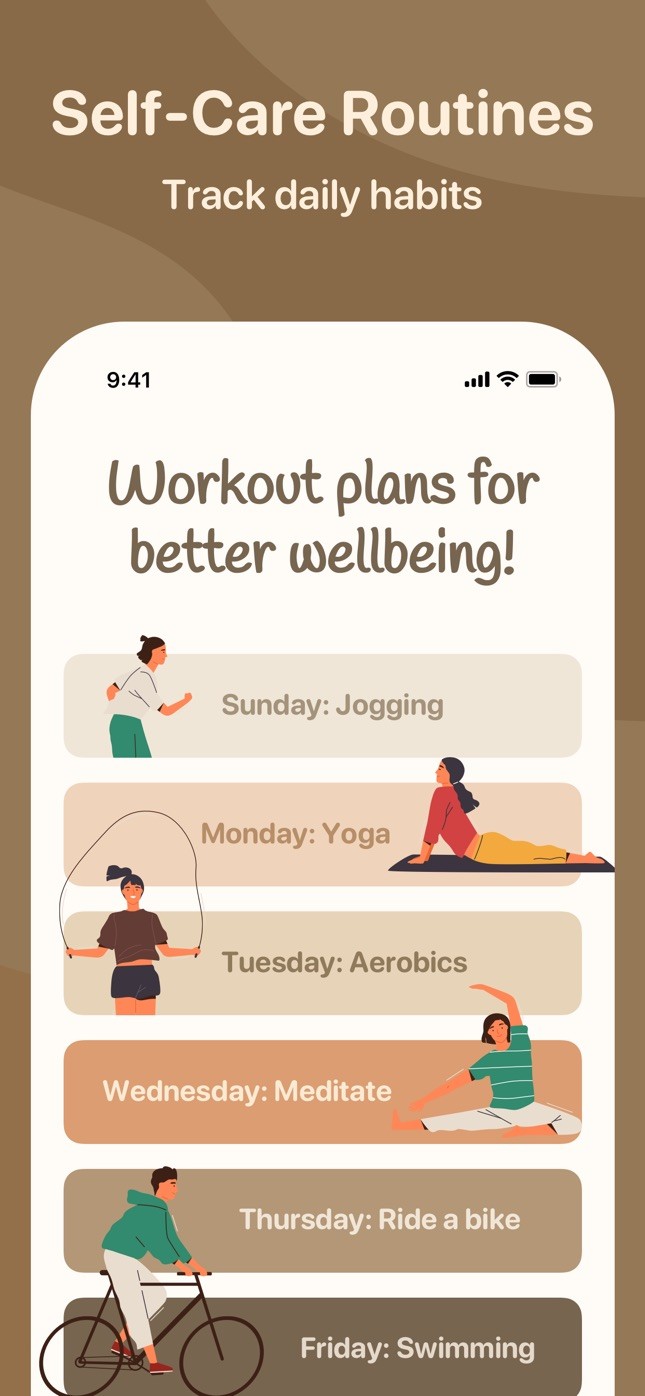 Self-Care Routines
Track daily habits
9:41
Workout plans for
better wellbeing!
Sunday: Jogging
Monday: Yoga
Tuesday: Aerobics
Wednesday: Meditate
Thursday: Ride a bike
Friday: Swimming